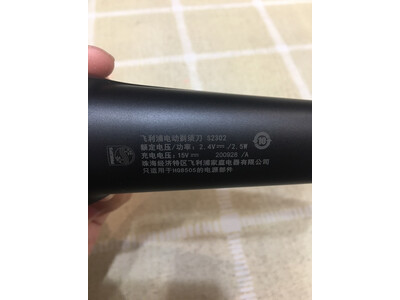 飞利浦电动剃须刀 S2302
额定电压/功率: 2.4V⎓/2.5W
充电电压: 15V⎓ 200928 /A
珠海经济特区飞利浦家庭电器有限公司
只适用于HQ8505的电源部件
10